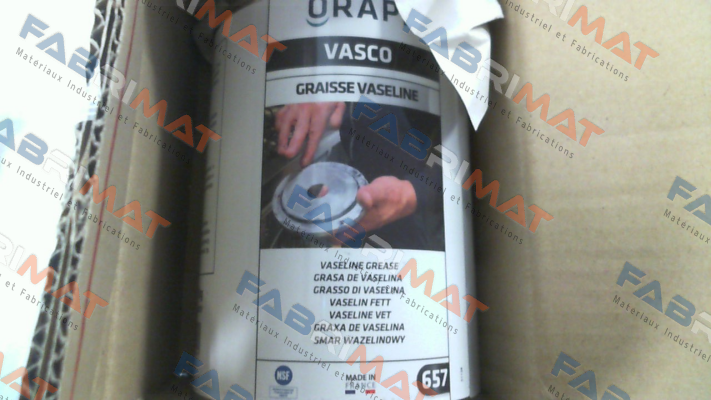 ORAP
VASCO
GRAISSE VASELINE
VASELINE GREASE
GRASA DE VASELINA
GRASSO DI VASELINA
VASELIN FETT
VASELINE VET
GRAXA DE VASELINA
SMAR WAZELINOWY
NSF
MADE IN
FRANCE
657
FABRIMAT
Matériaux Industriel et Fabrications